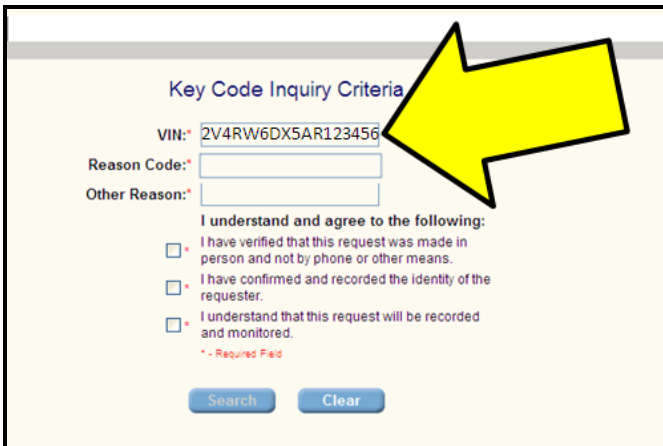 Key Code Inquiry Criteria
VIN:* 2V4RW6DX5AR123456
Reason Code:*
Other Reason:*
I understand and agree to the following:
* I have verified that this request was made in
person and not by phone or other means.
* I have confirmed and recorded the identity of the
requester.
* I understand that this request will be recorded
and monitored.
* - Required Field
Search Clear